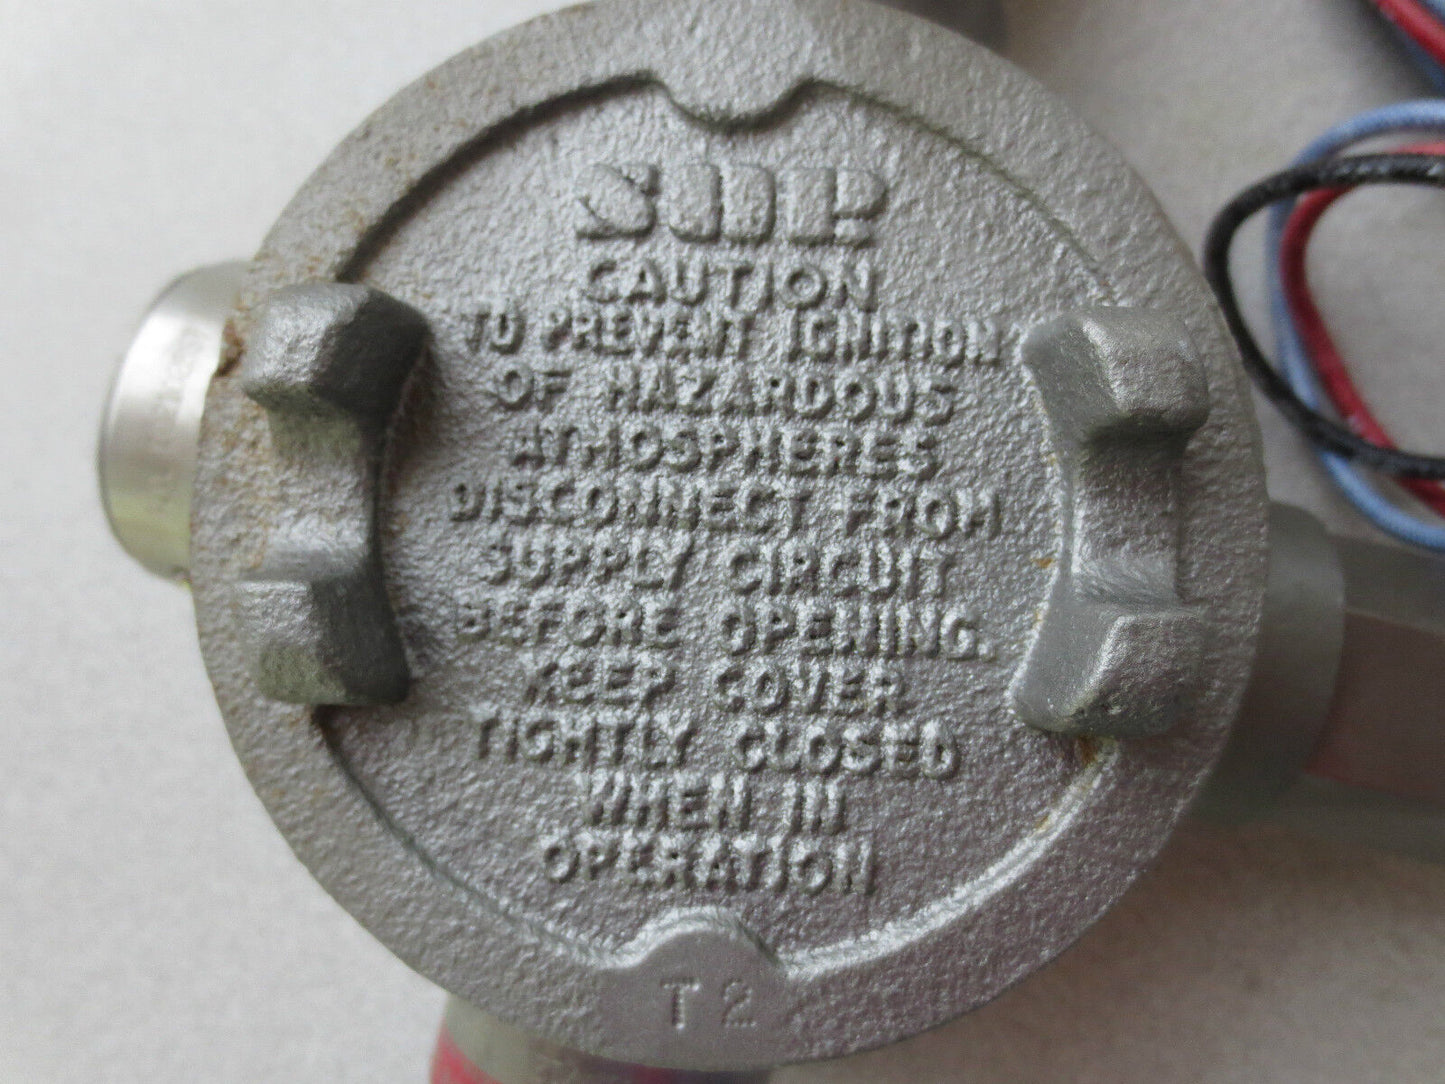 SOR
CAUTION
TO PREVENT IGNITION
OF HAZARDOUS
ATMOSPHERES
DISCONNECT FROM
SUPPLY CIRCUIT
BEFORE OPENING.
KEEP COVER
TIGHTLY CLOSED
WHEN IN
OPERATION
T2